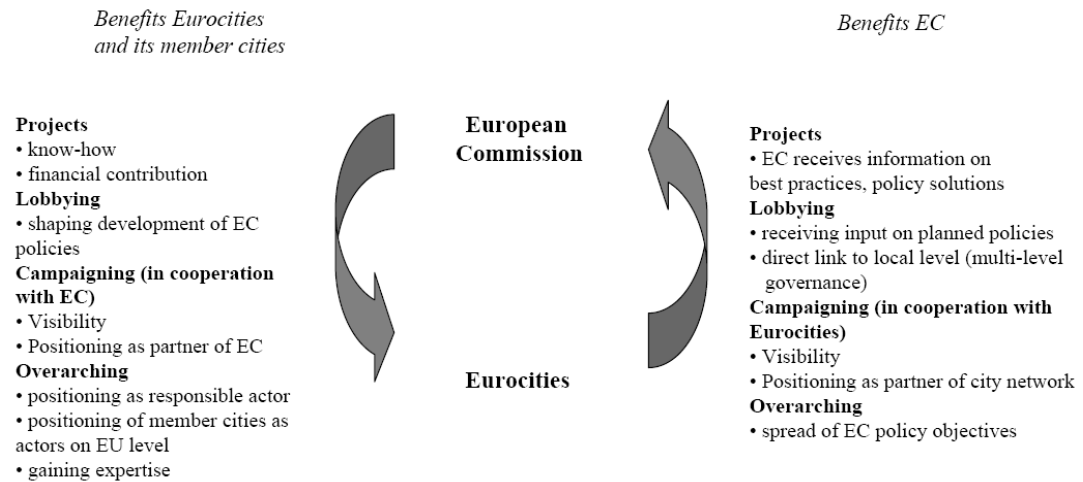 Benefits Eurocities
and its member cities
Projects
• know-how
• financial contribution
Lobbying
• shaping development of EC
policies
Campaigning (in cooperation
with EC)
• Visibility
• Positioning as partner of EC
Overarching
• positioning as responsible actor
• positioning of member cities as
actors on EU level
• gaining expertise
European
Commission
Eurocities
Benefits EC
Projects
• EC receives information on
best practices, policy solutions
Lobbying
• receiving input on planned policies
• direct link to local level (multi-level
governance)
Campaigning (in cooperation with
Eurocities)
• Visibility
• Positioning as partner of city network
Overarching
• spread of EC policy objectives